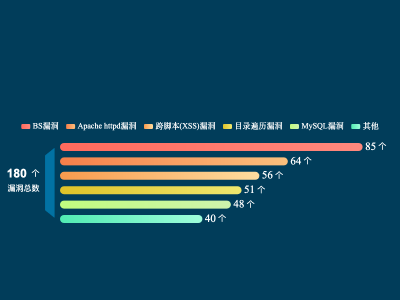 BS漏洞 Apache httpd漏洞 跨脚本(XSS)漏洞 目录遍历漏洞 MySQL漏洞 其他
85 个
64 个
56 个
180 个
漏洞总数
51 个
48 个
40 个